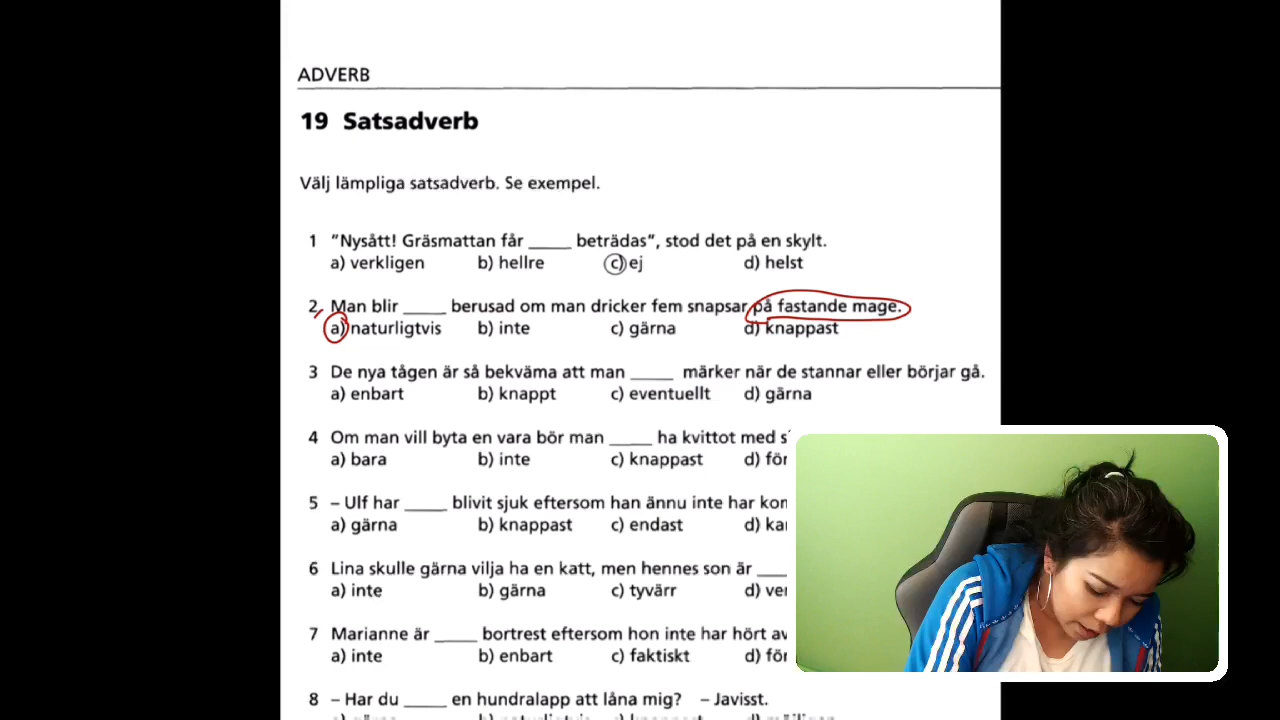 ADVERB
19 Satsadverb
Välj lämpliga satsadverb. Se exempel.
1 "Nysått! Gräsmattan får _____ beträdas", stod det på en skylt.
a) verkligen b) hellre c) ej d) helst
2 Man blir _____ berusad om man dricker fem snapsar på fastande mage.
a) naturligtvis b) inte c) gärna d) knappast
3 De nya tågen är så bekväma att man _____ märker när de stannar eller börjar gå.
a) enbart b) knappt c) eventuellt d) gärna
4 Om man vill byta en vara bör man _____ ha kvittot med
a) bara b) inte c) knappast d)
5 – Ulf har _____ blivit sjuk eftersom han ännu inte har
a) gärna b) knappast c) endast d)
6 Lina skulle gärna vilja ha en katt, men hennes son är ____
a) inte b) gärna c) tyvärr d)
7 Marianne är _____ bortrest eftersom hon inte har hört
a) inte b) enbart c) faktiskt d)
8 – Har du _____ en hundralapp att låna mig? – Javisst.